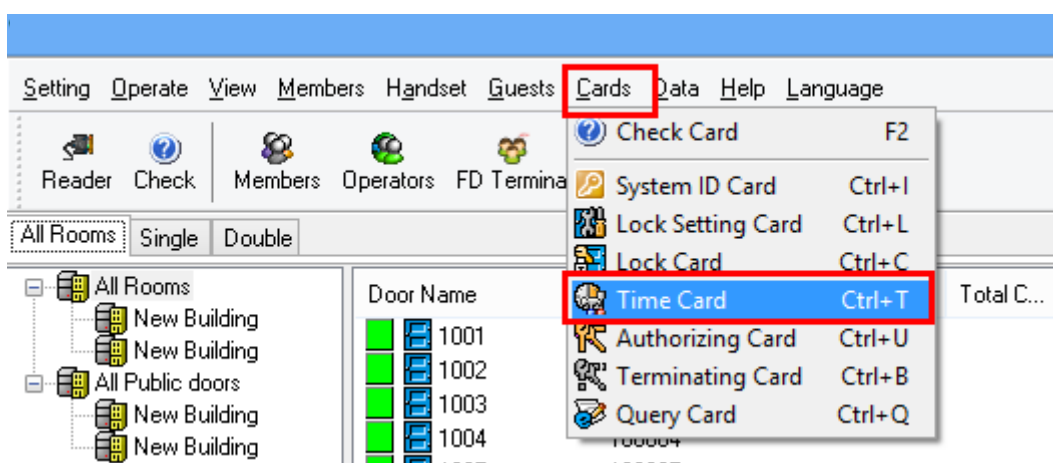 Setting Operate View Members Handset Guests Cards Data Help Language
Reader Check Members Operators FD Termina
Check Card F2
System ID Card Ctrl+I
Lock Setting Card Ctrl+L
Lock Card Ctrl+C
Time Card Ctrl+T
Authorizing Card Ctrl+U
Terminating Card Ctrl+B
Query Card Ctrl+Q
All Rooms Single Double
All Rooms
New Building
New Building
All Public doors
New Building
New Building
Door Name Total C...
1001
1002
1003
1004